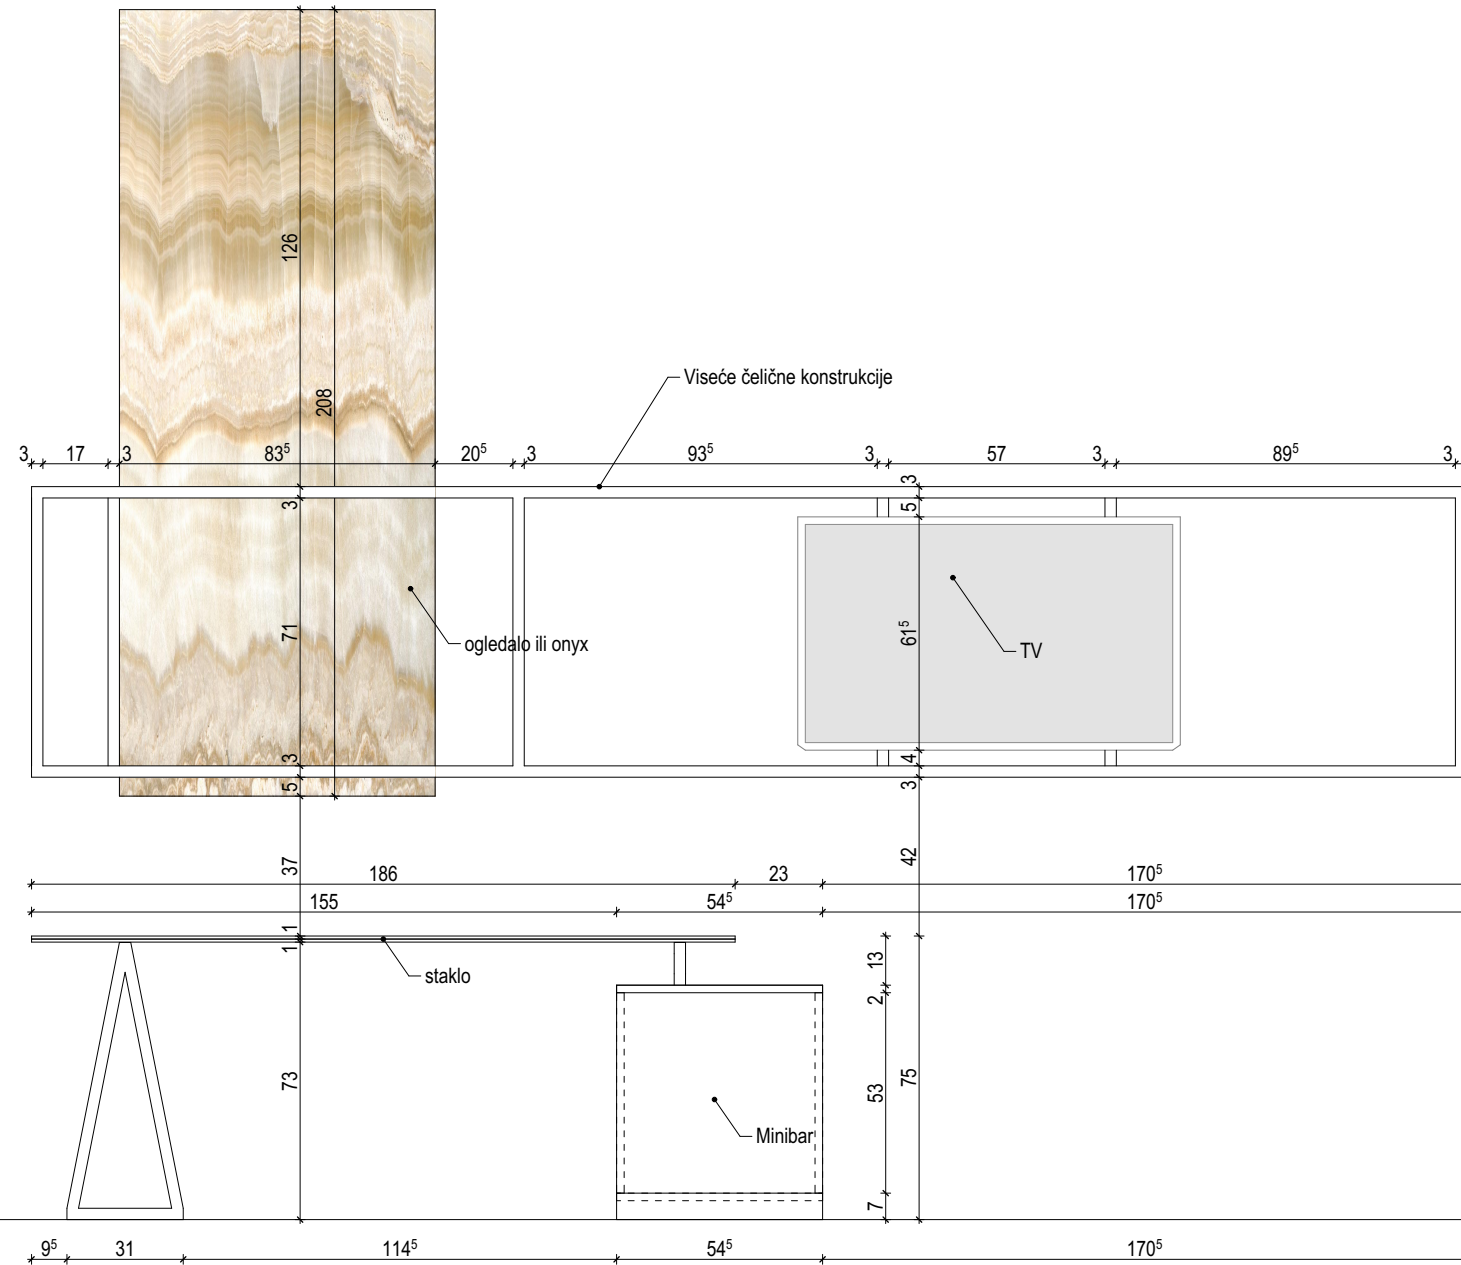 126
208
Viseće čelične konstrukcije
3 17 3 83⁵ 20⁵ 3 93⁵ 3 57 3 89⁵ 3
3
3
5
71
ogledalo ili onyx
61⁵
TV
3
5
4
3
37
42
186 23 170⁵
155 54⁵ 170⁵
1
1
staklo
13
2
73
53
75
Minibar
7
9⁵ 31 114⁵ 54⁵ 170⁵